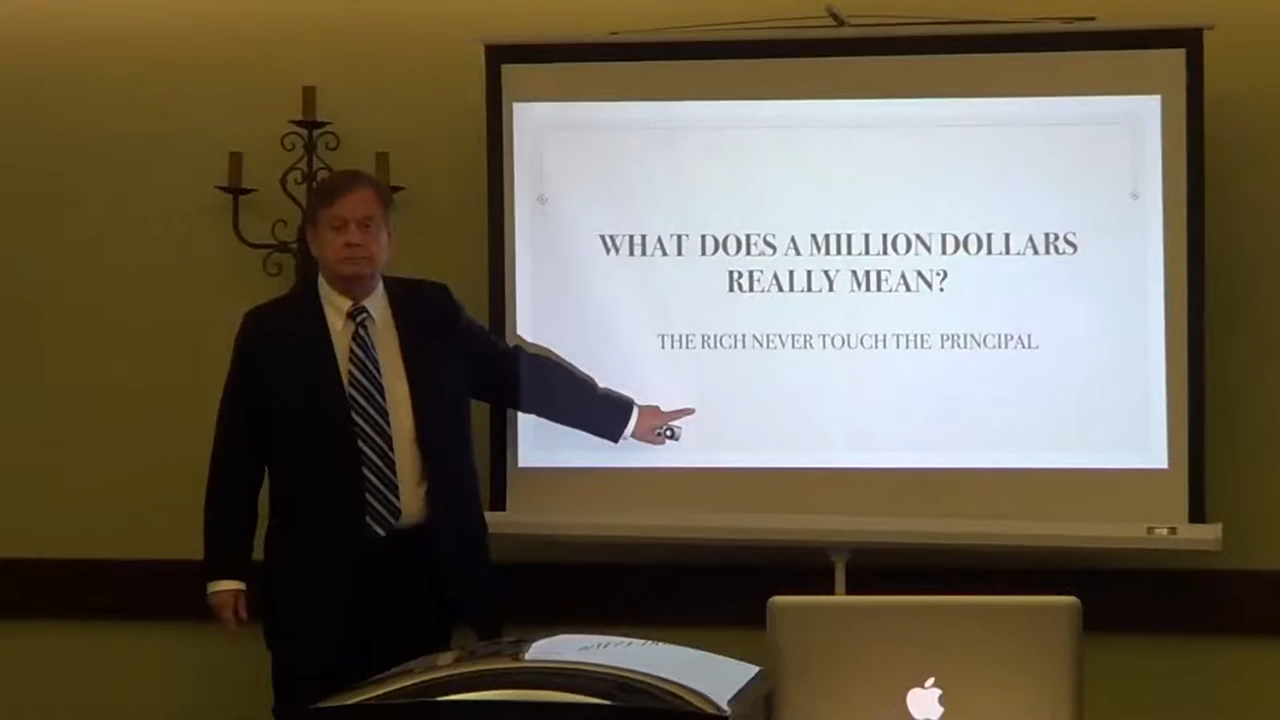 WHAT DOES A MILLION DOLLARS
REALLY MEAN?
THE RICH NEVER TOUCH THE PRINCIPAL